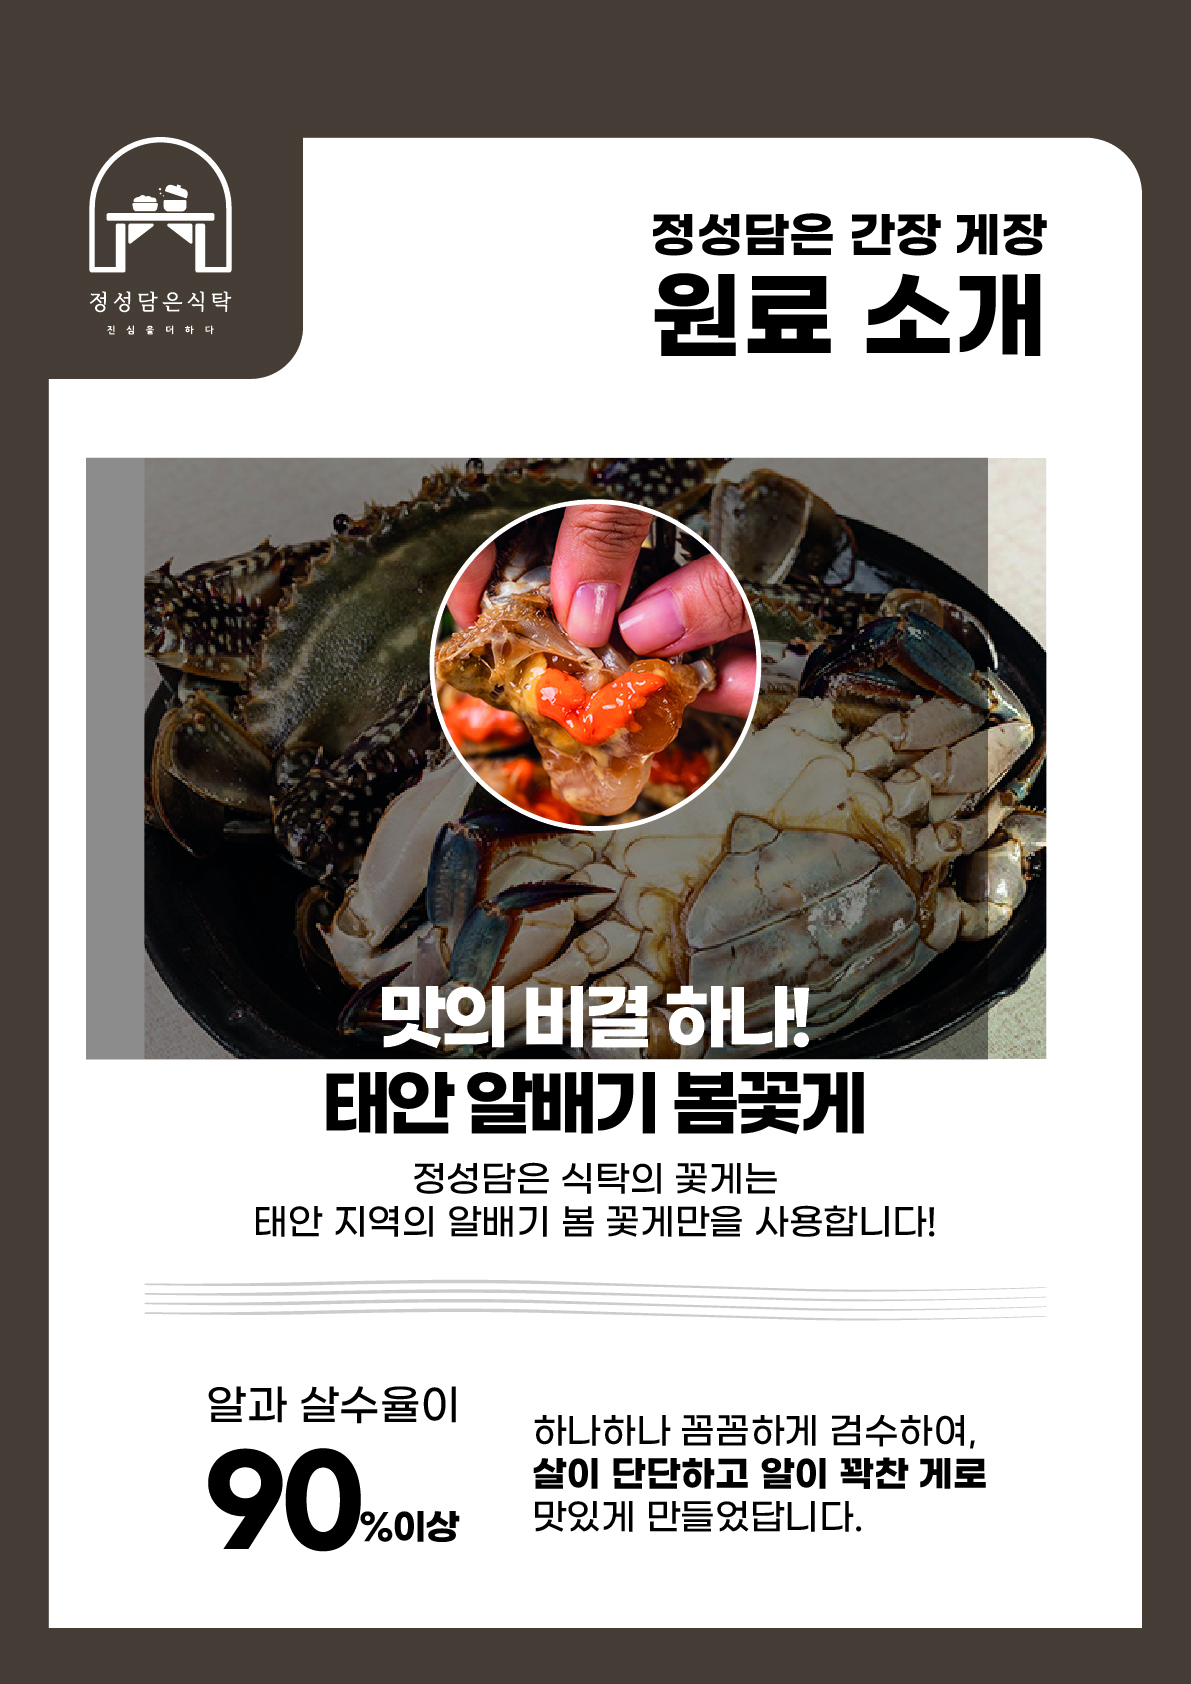 정성담은식탁
진심을더하다
정성담은 간장 게장
원료 소개
맛의 비결 하나!
태안 알배기 봄꽃게
정성담은 식탁의 꽃게는
태안 지역의 알배기 봄 꽃게만을 사용합니다!
알과 살수율이
90%이상
하나하나 꼼꼼하게 검수하여,
살이 단단하고 알이 꽉찬 게로
맛있게 만들었답니다.